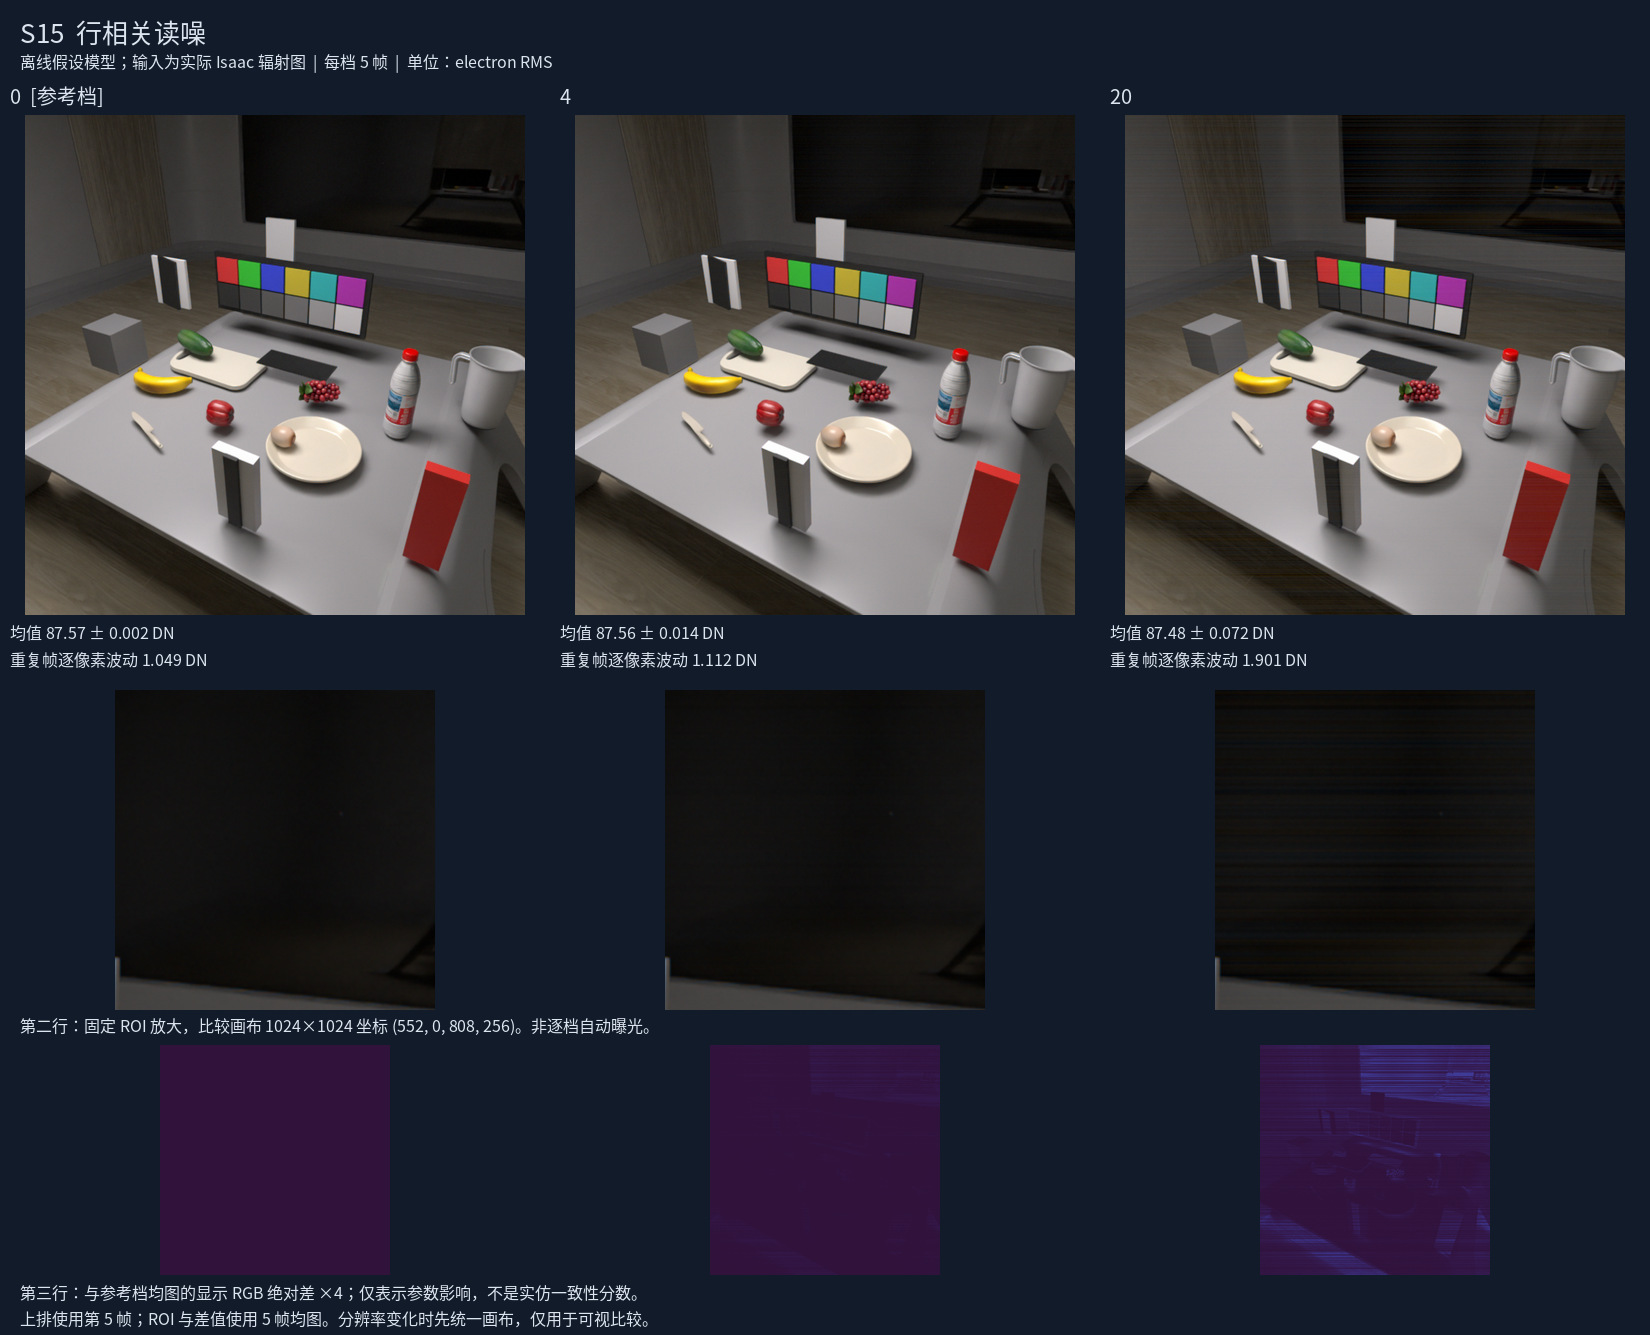 S15 行相关读噪
离线假设模型；输入为实际 Isaac 辐射图 | 每档 5 帧 | 单位：electron RMS
0 [参考档]
4
20
均值 87.57 ± 0.002 DN
重复帧逐像素波动 1.049 DN
均值 87.56 ± 0.014 DN
重复帧逐像素波动 1.112 DN
均值 87.48 ± 0.072 DN
重复帧逐像素波动 1.901 DN
第二行：固定 ROI 放大，比较画布 1024×1024 坐标 (552, 0, 808, 256)。非逐档自动曝光。
第三行：与参考档均图的显示 RGB 绝对差 ×4；仅表示参数影响，不是实仿一致性分数。
上排使用第 5 帧；ROI 与差值使用 5 帧均图。分辨率变化时先统一画布，仅用于可视比较。